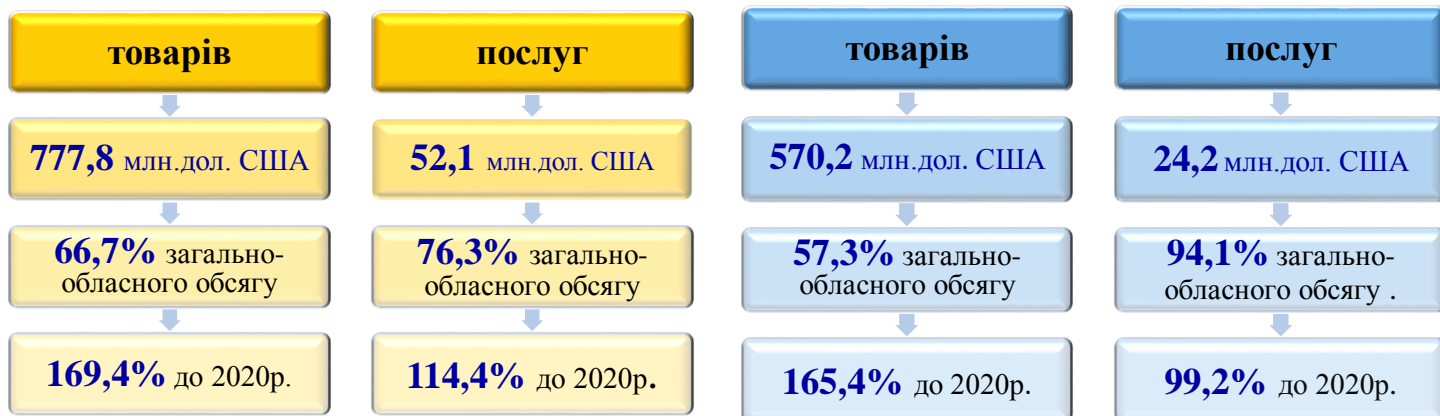 товарів
777,8 млн.дол. США
66,7% загально-
обласного обсягу
169,4% до 2020р.
послуг
52,1 млн.дол. США
76,3% загально-
обласного обсягу
114,4% до 2020р.
товарів
570,2 млн.дол. США
57,3% загально-
обласного обсягу
165,4% до 2020р.
послуг
24,2 млн.дол. США
94,1% загально-
обласного обсягу .
99,2% до 2020р.